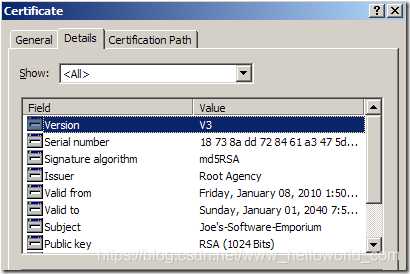 Certificate
General Details Certification Path
Show: <All>
Field Value
Version V3
Serial number 18 73 8a dd 72 84 61 a3 47 5d...
Signature algorithm md5RSA
Issuer Root Agency
Valid from Friday, January 08, 2010 1:50...
Valid to Sunday, January 01, 2040 7:5...
Subject Joe's-Software-Emporium
Public key RSA (1024 Bits)
https://blog.csdn.net/www_helloworld_com